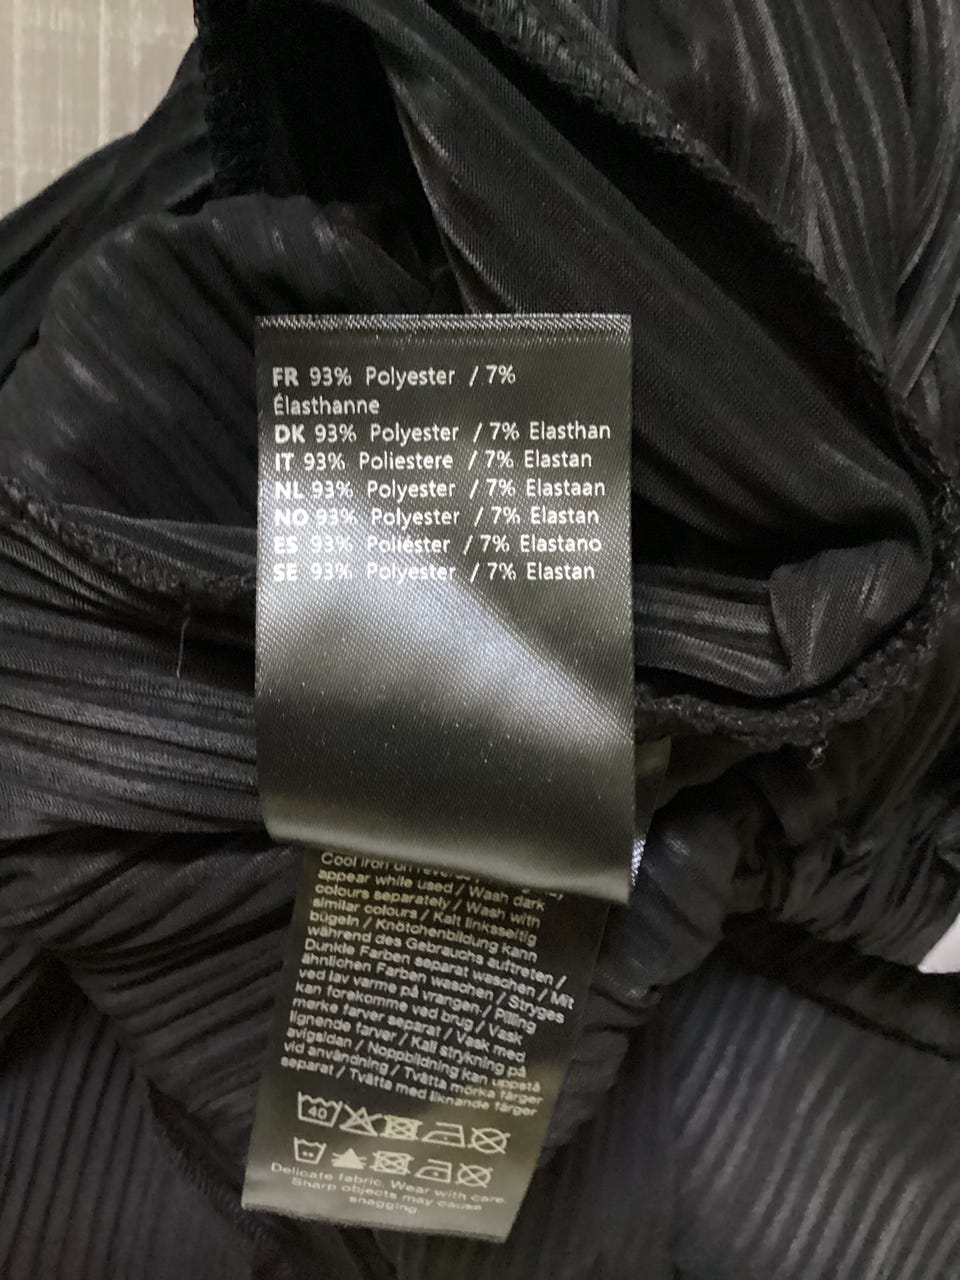 FR 93% Polyester / 7%
Élasthanne
DK 93% Polyester / 7% Elasthan
IT 93% Poliestere / 7% Elastan
NL 93% Polyester / 7% Elastaan
NO 93% Polyester / 7% Elastan
ES 93% Poliéster / 7% Elastano
SE 93% Polyester / 7% Elastan
Cool iron on
appear while used / Wash dark
colours separately / Wash with
similar colours / Kalt linksseitig
bügeln / Knötchenbildung kann
während des Gebrauchs auftreten /
Dunkle Farben separat waschen / Mit
ähnlichen Farben waschen / Stryges
ved lav varme på vrangen / Pilling
kan forekomme ved brug / Vask
mørke farver separat / Vask med
lignende farver / Kall strykning på
avigsidan / Noppbildning kan uppstå
vid användning / Tvätta mörka färger
separat / Tvätta med liknande färger
40
Delicate fabric. Wear with care.
Sharp objects may cause
snagging.